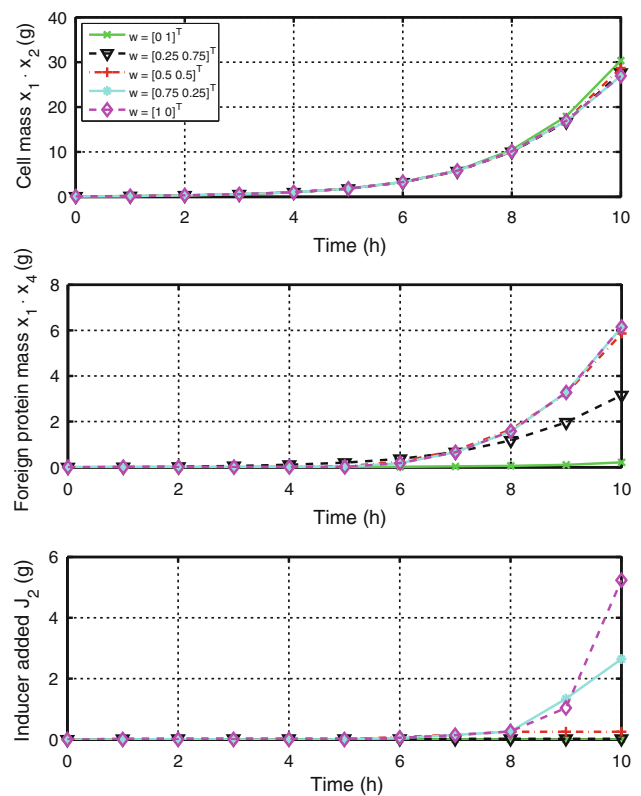 Cell mass x1 · x2(g)
40
30
20
10
0
w = [0 1]^T
w = [0.25 0.75]^T
w = [0.5 0.5]^T
w = [0.75 0.25]^T
w = [1 0]^T
0 2 4 6 8 10
Time (h)
Foreign protein mass x1 · x4(g)
8
6
4
2
0
0 2 4 6 8 10
Time (h)
Inducer added J2 (g)
6
4
2
0
0 2 4 6 8 10
Time (h)